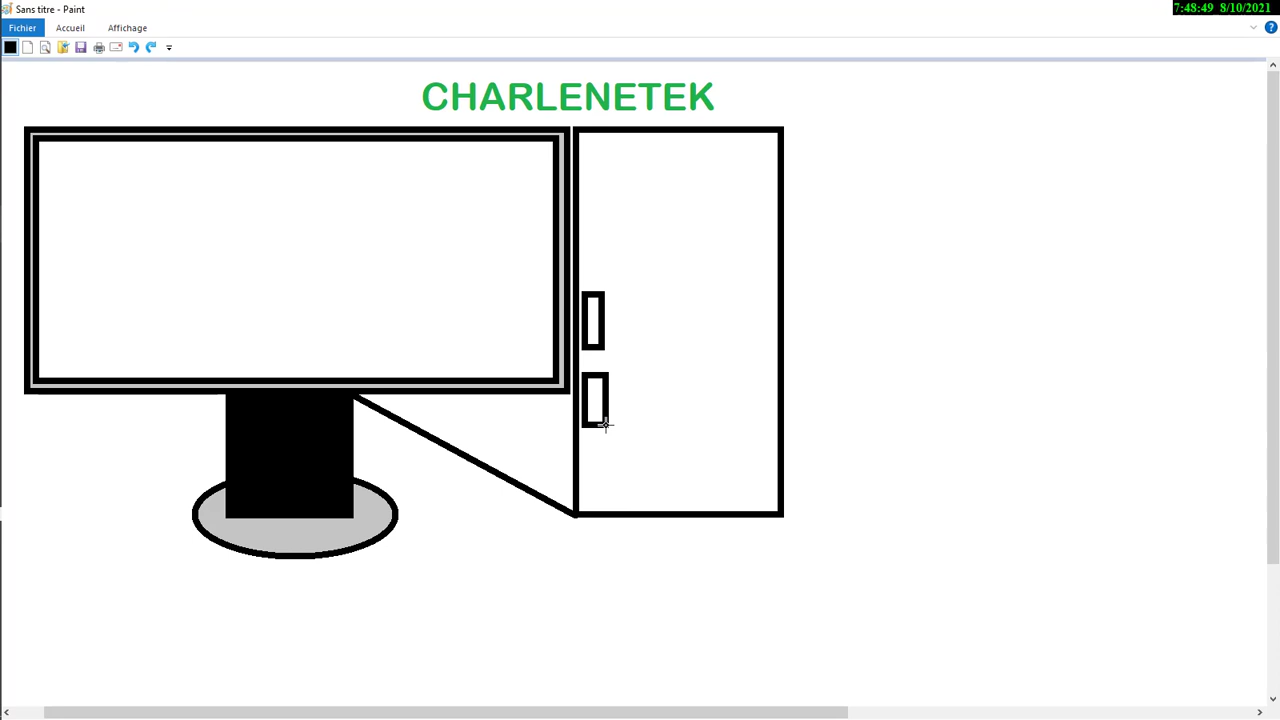 Sans titre - Paint
7:48:49 8/10/2021
Fichier Accueil Affichage
CHARLENETEK